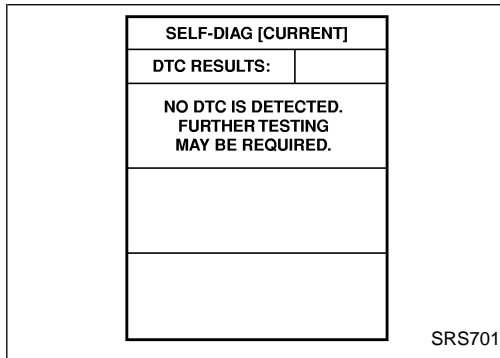 SELF-DIAG [CURRENT]
DTC RESULTS:
NO DTC IS DETECTED.
FURTHER TESTING
MAY BE REQUIRED.
SRS701